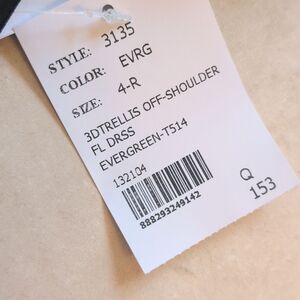 STYLE: 3135
COLOR: EVRG
SIZE: 4-R
3DTRELLIS OFF-SHOULDER
FL DRSS
EVERGREEN-T514
132104
888293249142
Q
153